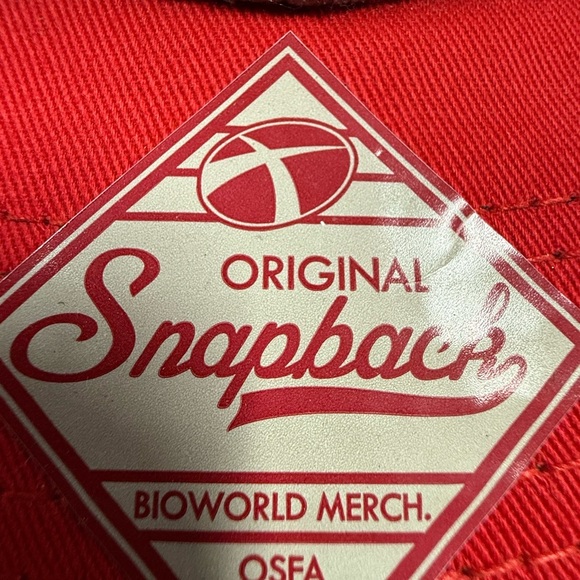 ORIGINAL
Snapback
BIOWORLD MERCH.
OSFA